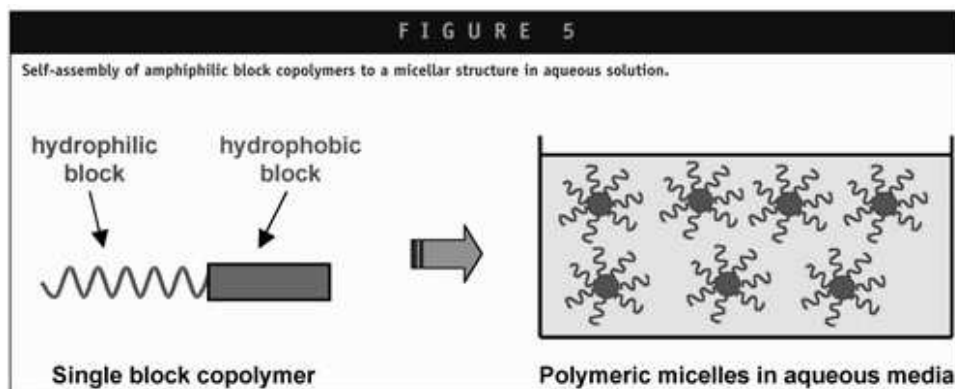 FIGURE 5
Self-assembly of amphiphilic block copolymers to a micellar structure in aqueous solution.
hydrophilic
block
hydrophobic
block
Single block copolymer
Polymeric micelles in aqueous media